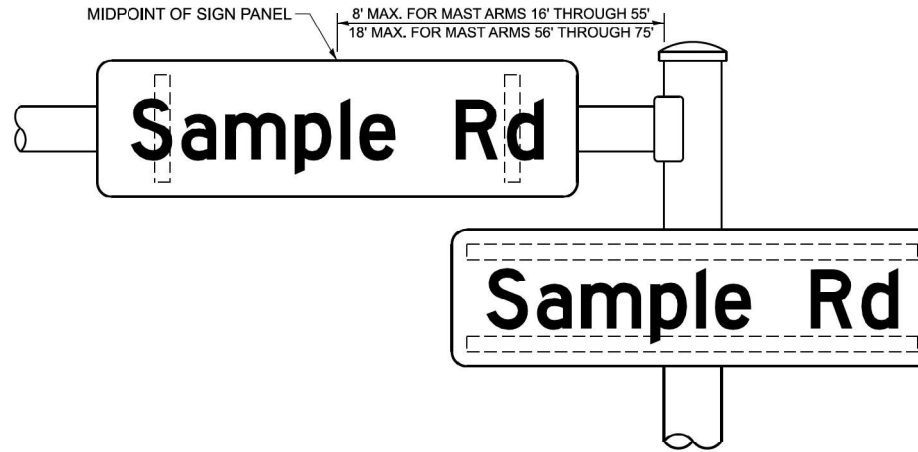 MIDPOINT OF SIGN PANEL
8' MAX. FOR MAST ARMS 16' THROUGH 55'
18' MAX. FOR MAST ARMS 56' THROUGH 75'
Sample Rd
Sample Rd